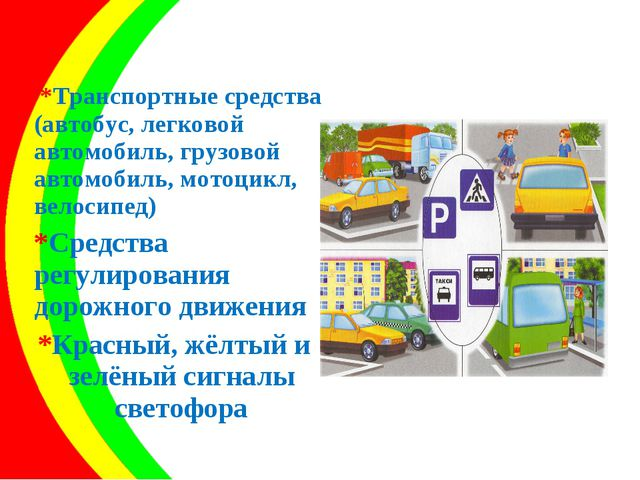 *Транспортные средства
(автобус, легковой
автомобиль, грузовой
автомобиль, мотоцикл,
велосипед)
*Средства
регулирования
дорожного движения
*Красный, жёлтый и
зелёный сигналы
светофора
P
ТАКСИ